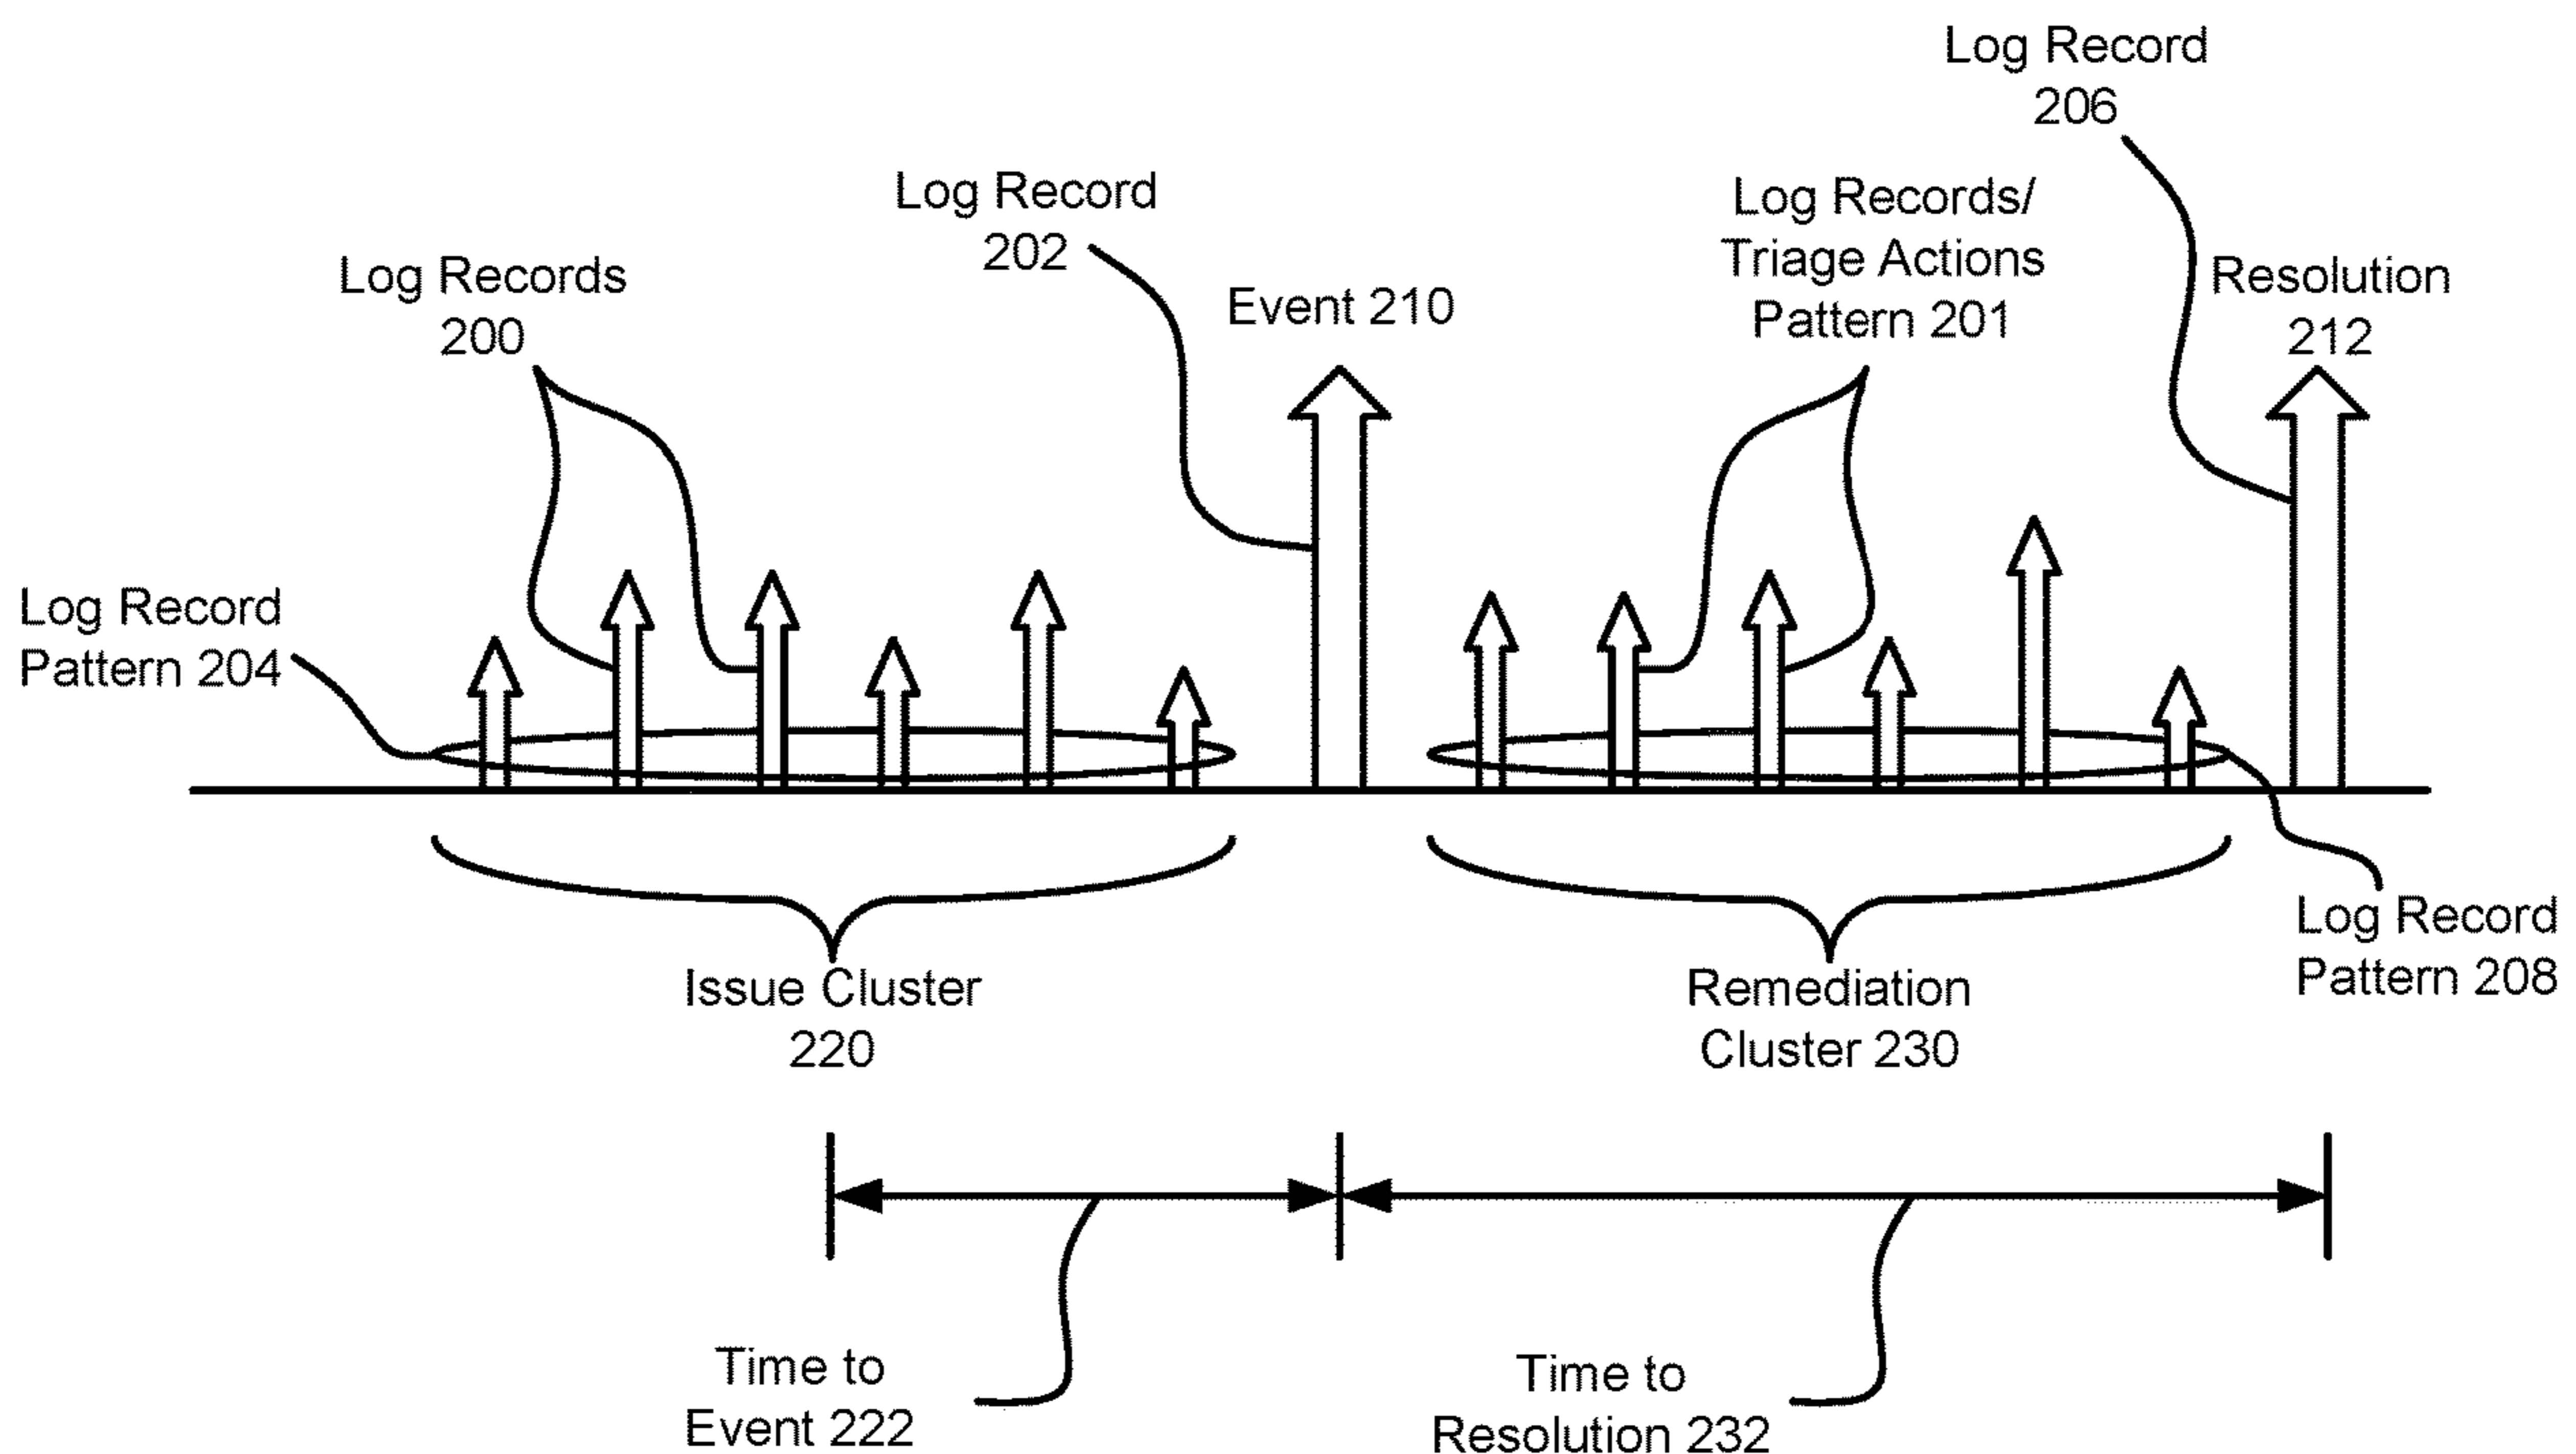 Log Record
206
Log Record
202
Log Records/
Triage Actions
Pattern 201
Log Records
200
Event 210
Resolution
212
Log Record
Pattern 204
Log Record
Pattern 208
Issue Cluster
220
Remediation
Cluster 230
Time to
Event 222
Time to
Resolution 232